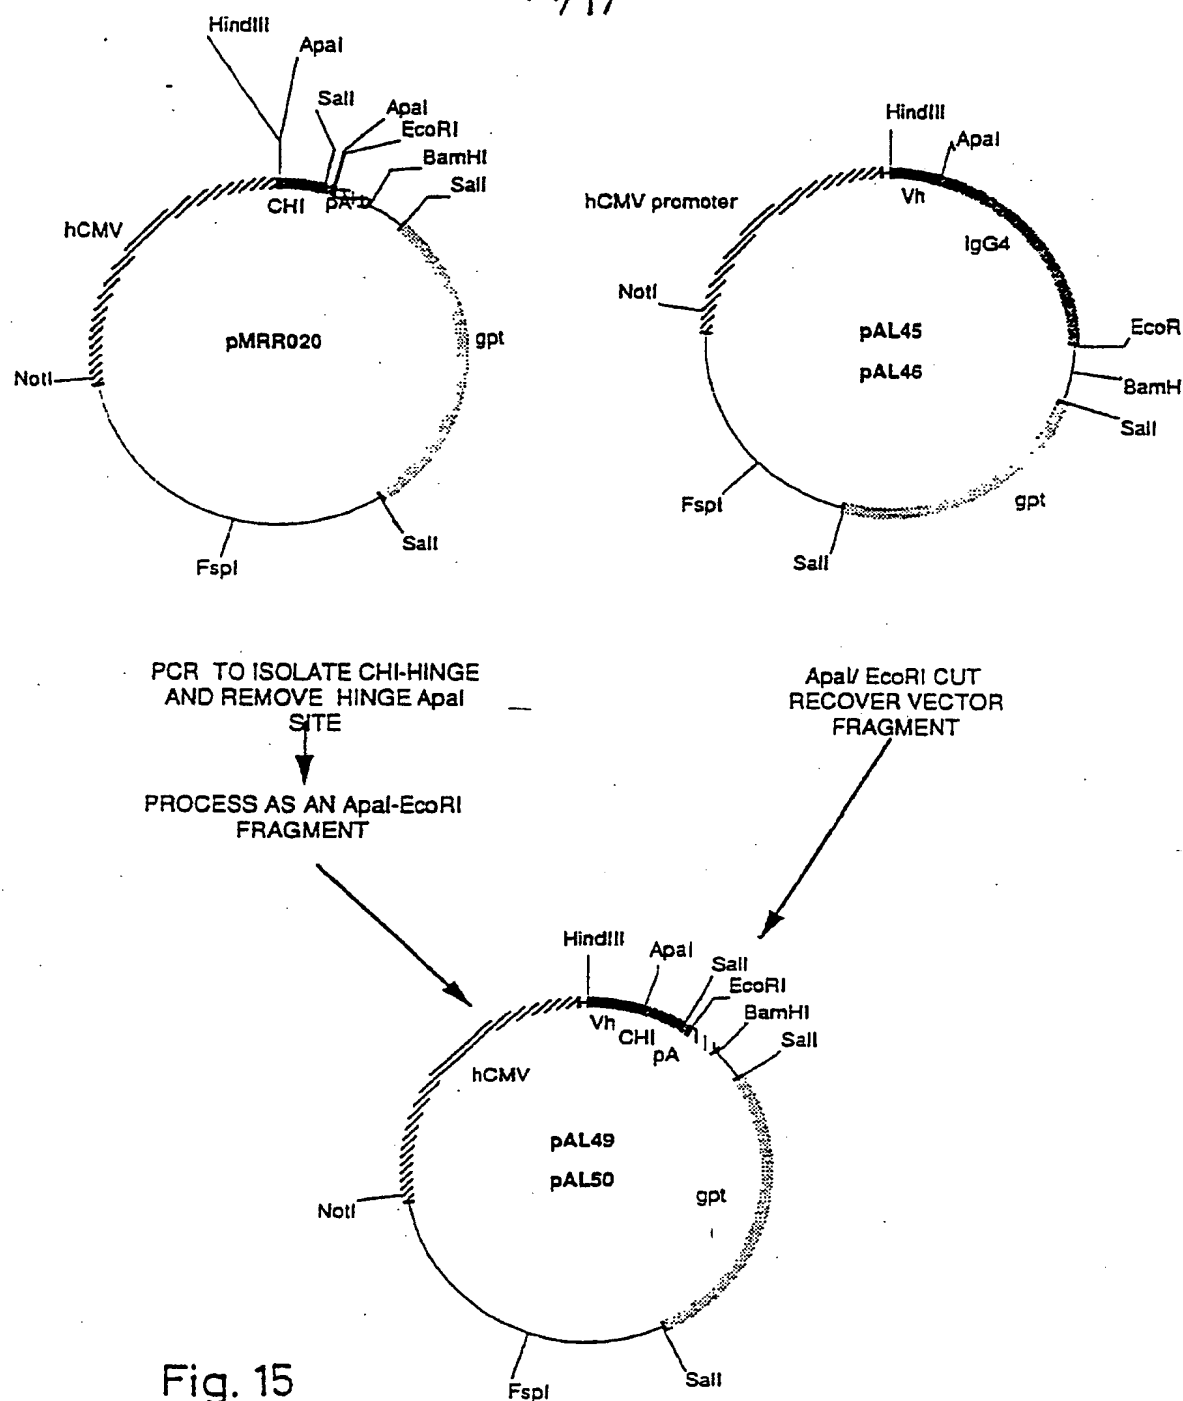 HindIII
ApaI
SalI
ApaI
EcoRI
BamHI
SalI
CHI
pA
hCMV
pMRR020
gpt
NotI
SalI
FspI
HindIII
ApaI
Vh
hCMV promoter
IgG4
NotI
pAL45
pAL46
EcoR
BamH
SalI
FspI
gpt
SalI
PCR TO ISOLATE CHI-HINGE
AND REMOVE HINGE ApaI
SITE
PROCESS AS AN ApaI-EcoRI
FRAGMENT
ApaI/ EcoRI CUT
RECOVER VECTOR
FRAGMENT
HindIII
ApaI
SalI
EcoRI
BamHI
SalI
Vh
CHI
pA
hCMV
pAL49
pAL50
gpt
NotI
FspI
SalI
Fig. 15